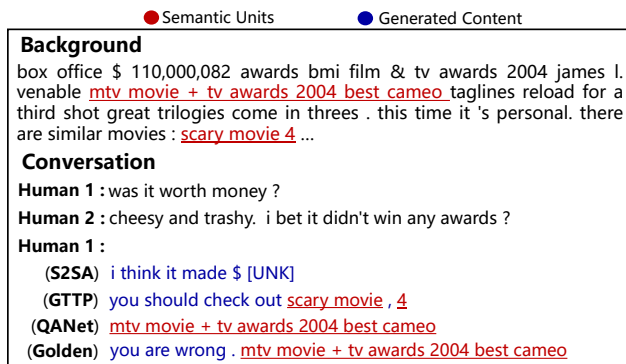 Semantic Units Generated Content
Background
box office $ 110,000,082 awards bmi film & tv awards 2004 james l.
venable mtv movie + tv awards 2004 best cameo taglines reload for a
third shot great trilogies come in threes . this time it 's personal. there
are similar movies : scary movie 4 ...
Conversation
Human 1 : was it worth money ?
Human 2 : cheesy and trashy. i bet it didn't win any awards ?
Human 1 :
(S2SA) i think it made $ [UNK]
(GTTP) you should check out scary movie , 4
(QANet) mtv movie + tv awards 2004 best cameo
(Golden) you are wrong . mtv movie + tv awards 2004 best cameo